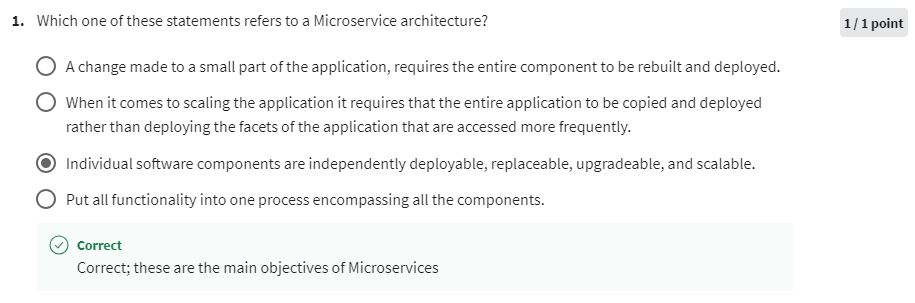 1. Which one of these statements refers to a Microservice architecture?
1 / 1 point
A change made to a small part of the application, requires the entire component to be rebuilt and deployed.
When it comes to scaling the application it requires that the entire application to be copied and deployed
rather than deploying the facets of the application that are accessed more frequently.
Individual software components are independently deployable, replaceable, upgradeable, and scalable.
Put all functionality into one process encompassing all the components.
Correct
Correct; these are the main objectives of Microservices